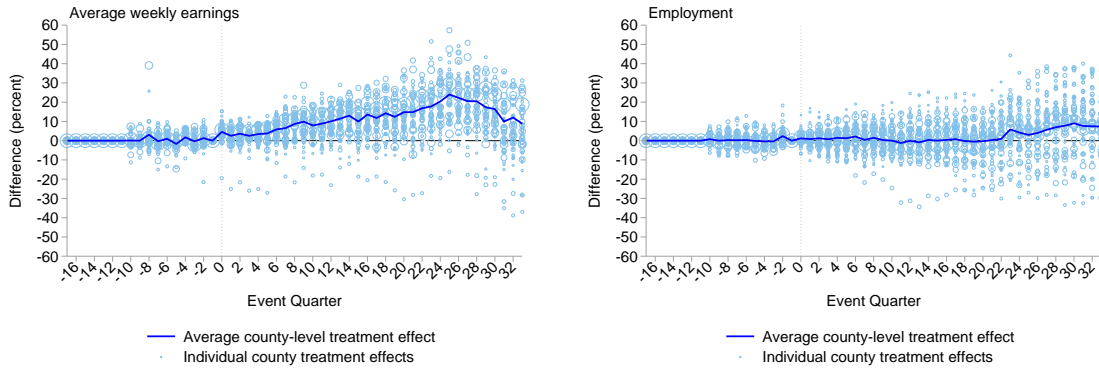 Average weekly earnings
60
50
40
30
20
10
0
-10
-20
-30
-40
-50
-60
Difference (percent)
-16 -14 -12 -10 -8 -6 -4 -2 0 2 4 6 8 10 12 14 16 18 20 22 24 26 28 30 32
Event Quarter
Average county-level treatment effect
Individual county treatment effects
Employment
60
50
40
30
20
10
0
-10
-20
-30
-40
-50
-60
Difference (percent)
-16 -14 -12 -10 -8 -6 -4 -2 0 2 4 6 8 10 12 14 16 18 20 22 24 26 28 30 32
Event Quarter
Average county-level treatment effect
Individual county treatment effects